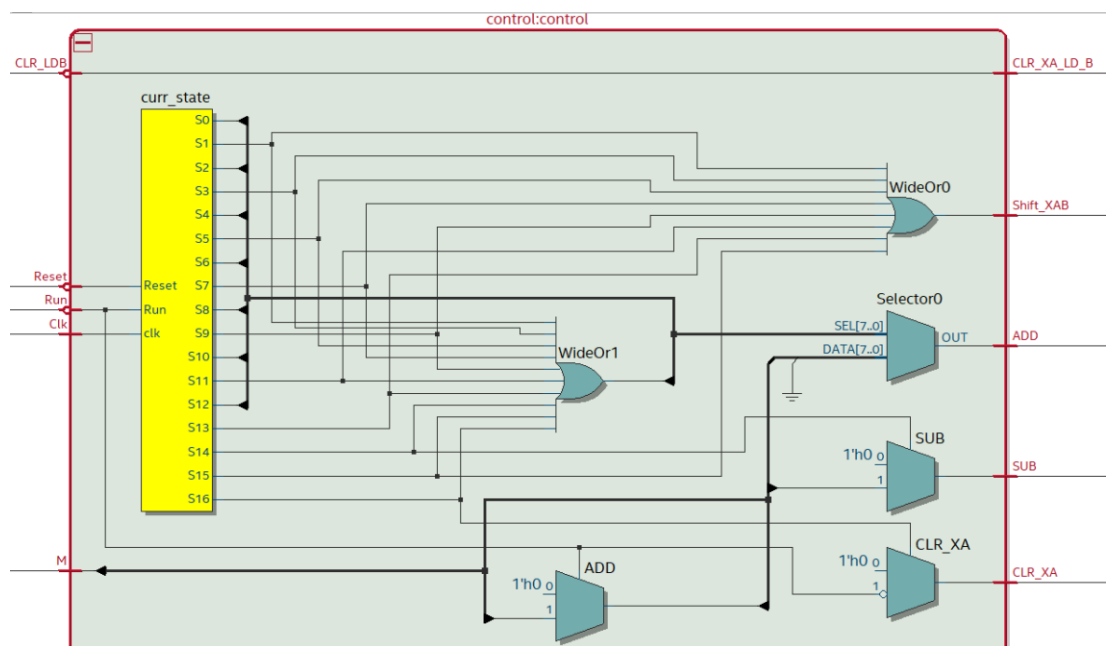 control:control
CLR_LDB
CLR_XA_LD_B
curr_state
S0
S1
S2
S3
S4
S5
S6
S7
S8
S9
S10
S11
S12
S13
S14
S15
S16
Reset
Run
Clk
Reset
Run
clk
WideOr0
Shift_XAB
WideOr1
Selector0
SEL[7..0]
DATA[7..0]
OUT
ADD
SUB
1'h0 0
1
SUB
CLR_XA
1'h0 0
1
CLR_XA
M
ADD
1'h0 0
1